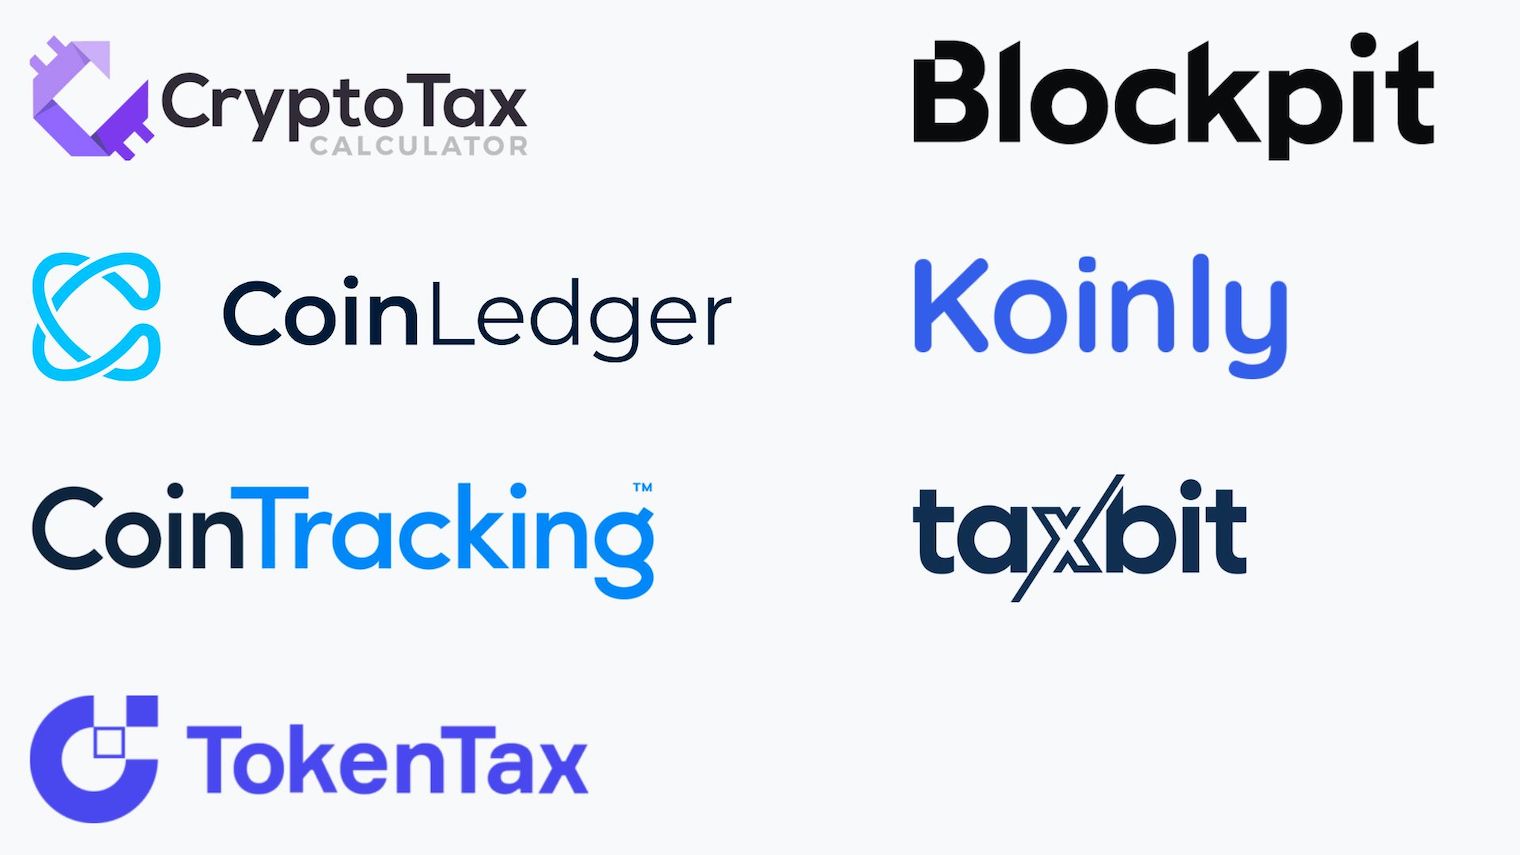 CryptoTax
CALCULATOR
Blockpit
CoinLedger
Koinly
CoinTracking™
taxbit
TokenTax